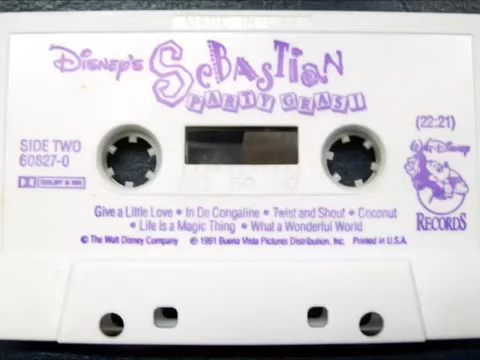 MADE IN U.S.A.
DISNEY'S SEBASTIAN
PARTY GRAS!
SIDE TWO
60827-0
(22:21)
DOLBY B NR
Walt Disney
RECORDS
Give a Little Love • In De Congaline • Twist and Shout • Coconut
• Life Is a Magic Thing • What a Wonderful World
© The Walt Disney Company ℗ 1991 Buena Vista Pictures Distribution, Inc. Printed in U.S.A.